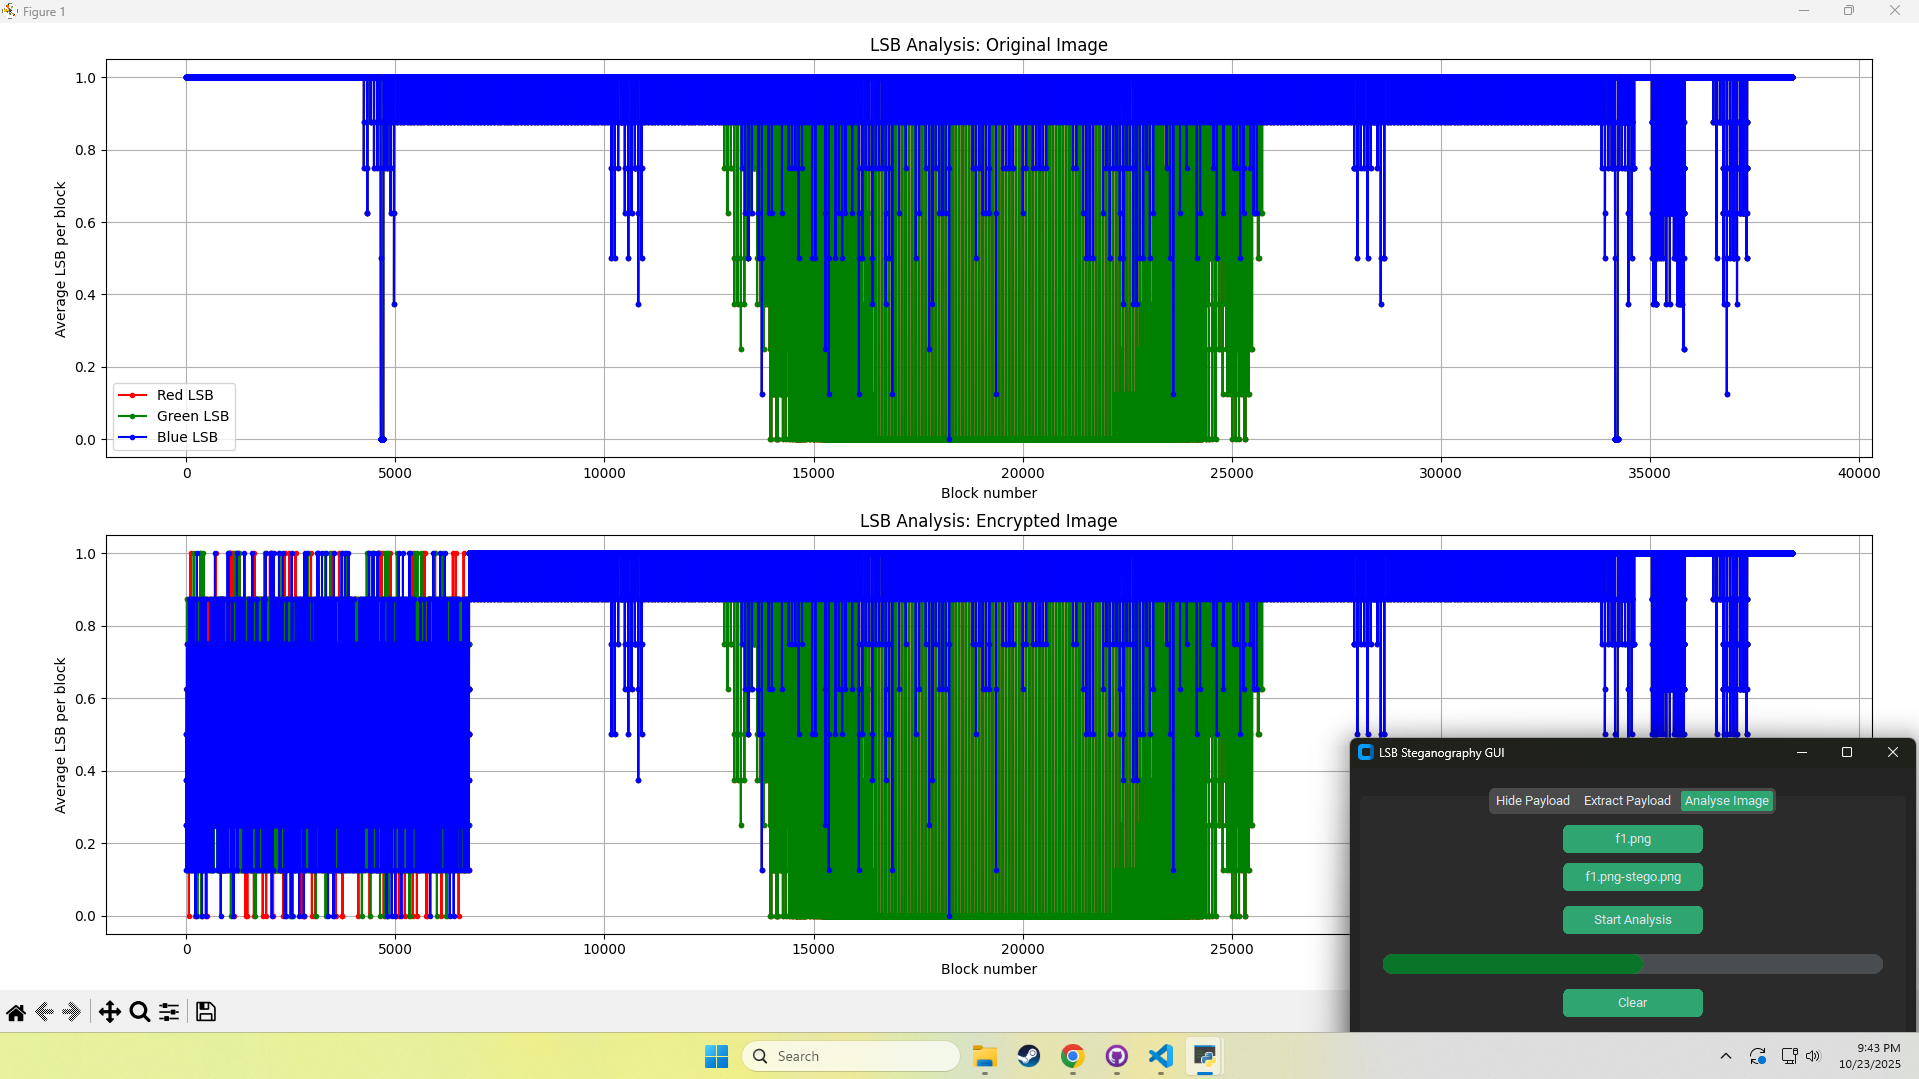 Figure 1
LSB Analysis: Original Image
1.0
0.8
0.6
0.4
0.2
0.0
Average LSB per block
Red LSB
Green LSB
Blue LSB
0 5000 10000 15000 20000 25000 30000 35000 40000
Block number
LSB Analysis: Encrypted Image
1.0
0.8
0.6
0.4
0.2
0.0
Average LSB per block
0 5000 10000 15000 20000 25000
Block number
LSB Steganography GUI
Hide Payload Extract Payload Analyse Image
f1.png
f1.png-stego.png
Start Analysis
Clear
Search
9:43 PM
10/23/2025